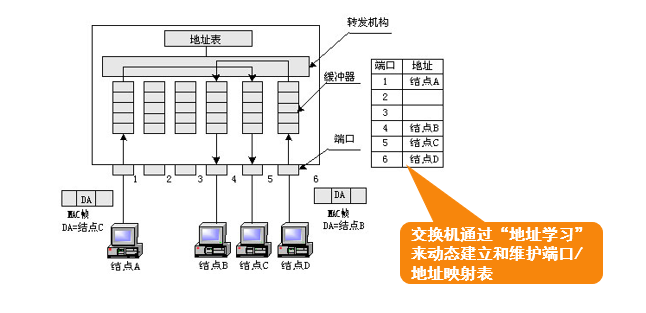 转发机构
地址表
缓冲器
端口
1 2 3 4 5 6
DA
MAC帧
DA=结点C
DA
MAC帧
DA=结点B
结点A
结点B
结点C
结点D
端口 地址
1 结点A
2
3
4 结点B
5 结点C
6 结点D
交换机通过“地址学习”
来动态建立和维护端口/
地址映射表